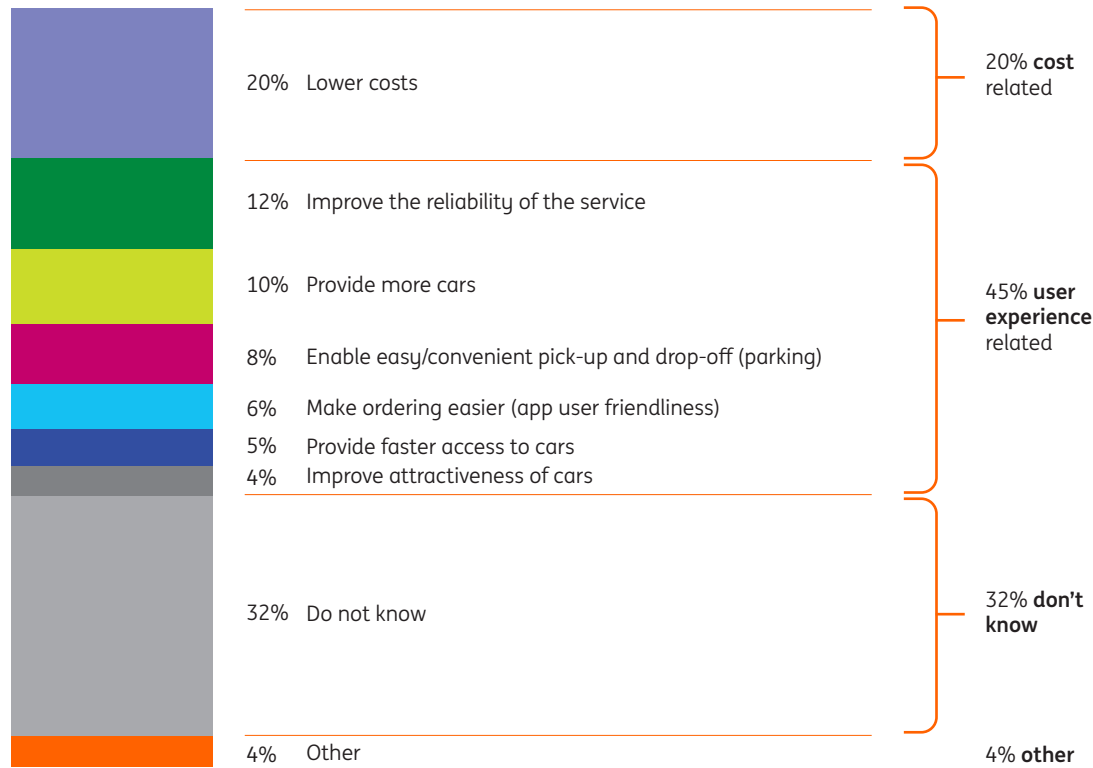 20% Lower costs
20% cost
related
12% Improve the reliability of the service
10% Provide more cars
8% Enable easy/convenient pick-up and drop-off (parking)
6% Make ordering easier (app user friendliness)
5% Provide faster access to cars
4% Improve attractiveness of cars
45% user
experience
related
32% Do not know
32% don't
know
4% Other
4% other